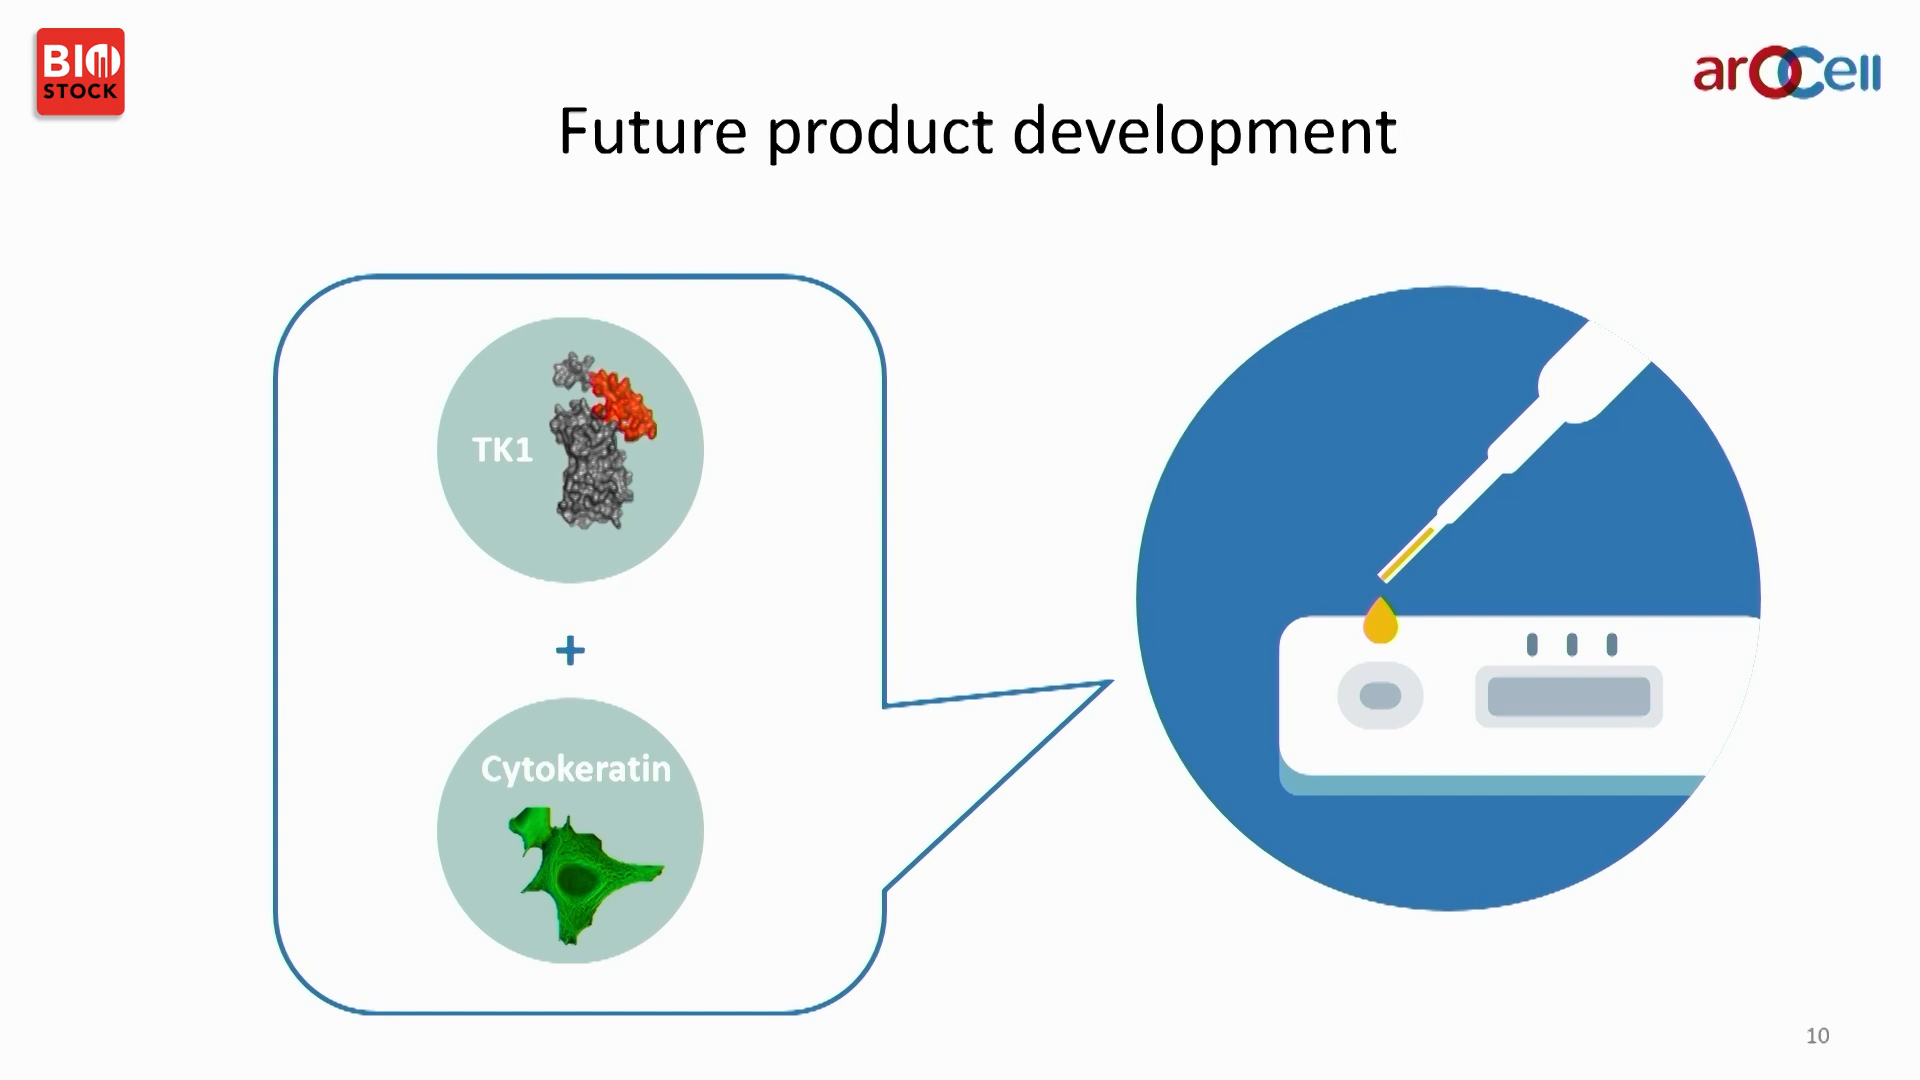 BIO
STOCK
aroCell
Future product development
TK1
+
Cytokeratin
10